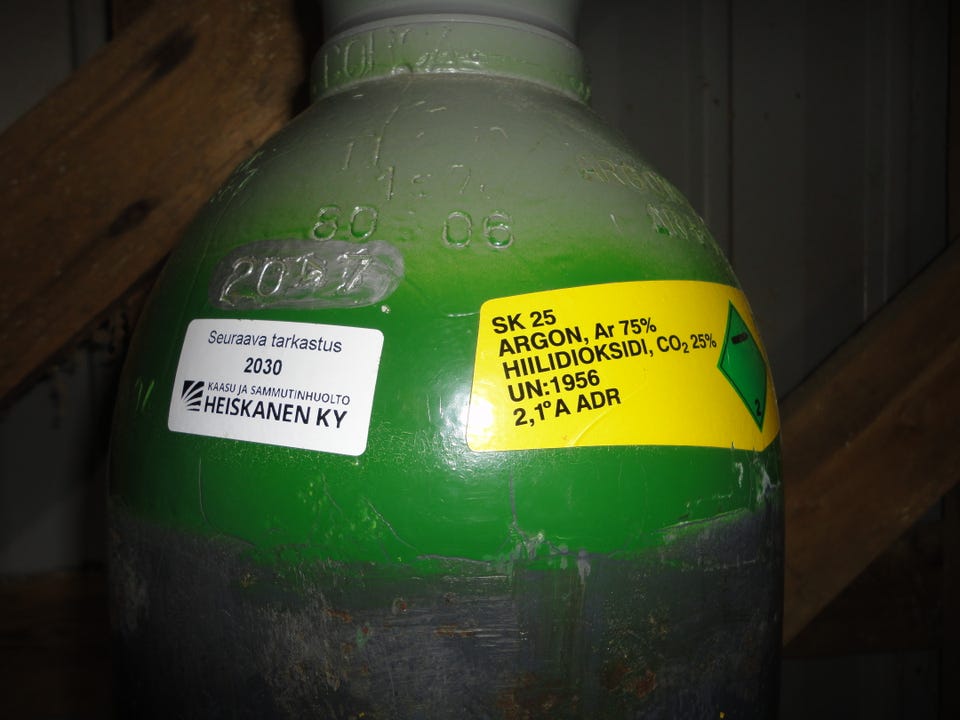 80 06
Seuraava tarkastus
2030
KAASU JA SAMMUTINHUOLTO
HEISKANEN KY
SK 25
ARGON, Ar 75%
HIILIDIOKSIDI, CO₂ 25%
UN:1956
2,1°A ADR
2